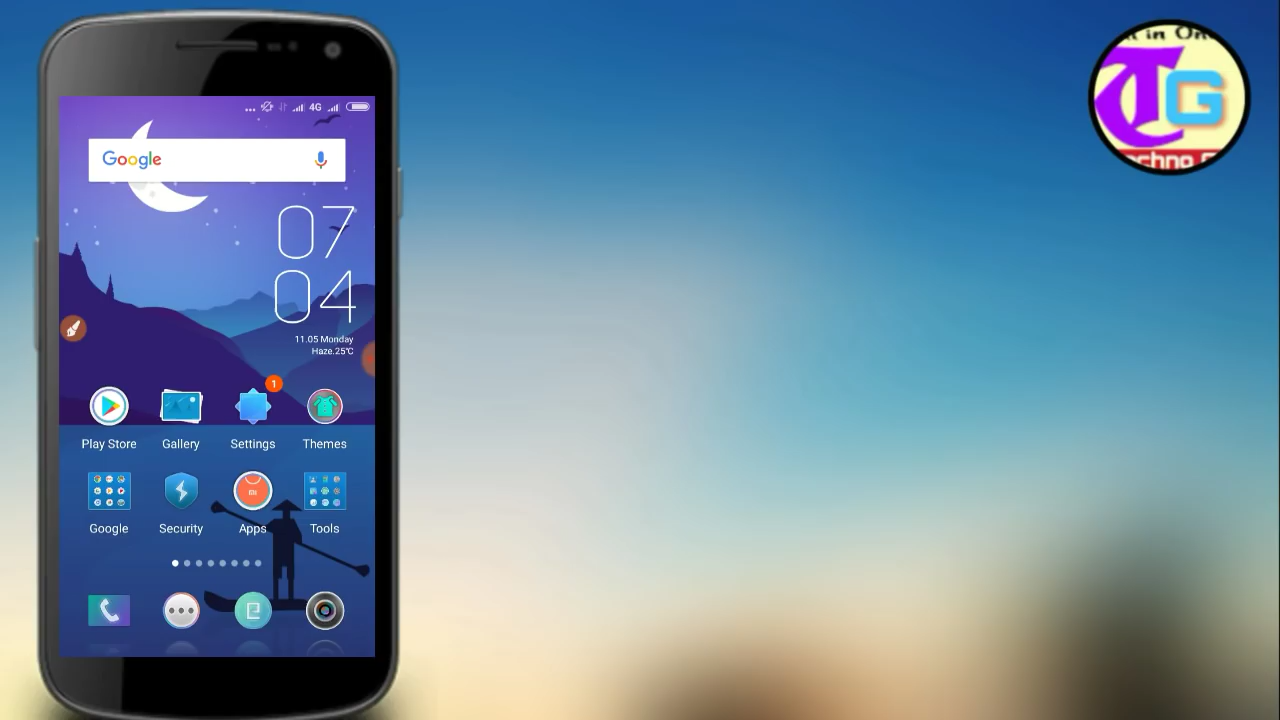 4G
Google
07
04
11.05 Monday
Haze.25℃
1
Play Store
Gallery
Settings
Themes
Google
Security
Apps
Tools
in
TG